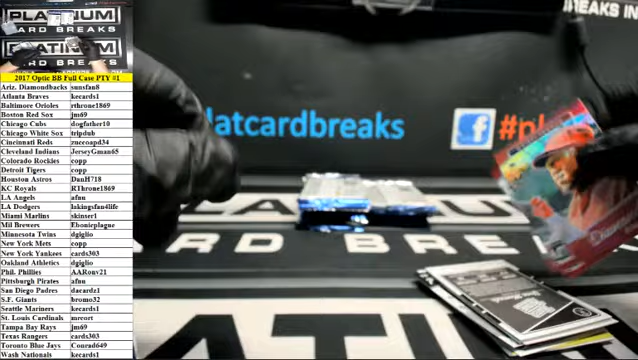 PLATINUM
CARD BREAKS
PLATINUM
2017 Optic BB Full Case PTY #1
Ariz. Diamondbacks sunsfan8
Atlanta Braves kecards1
Baltimore Orioles rthrone1869
Boston Red Sox jm69
Chicago Cubs dogfather10
Chicago White Sox tripdub
Cincinnati Reds zuccoapd34
Cleveland Indians JerseyGman65
Colorado Rockies copp
Detroit Tigers copp
Houston Astros DanH718
KC Royals RThrone1869
LA Angels afnu
LA Dodgers lakingsfan4life
Miami Marlins skinser1
Mil Brewers Ebonieplague
Minnesota Twins dgiglio
New York Mets copp
New York Yankees cards303
Oakland Athletics dgiglio
Phil. Phillies AARonv21
Pittsburgh Pirates afnu
San Diego Padres dacardz1
S.F. Giants bromo32
Seattle Mariners kecards1
St. Louis Cardinals mrcort
Tampa Bay Rays jm69
Texas Rangers cards303
Toronto Blue Jays Conrad649
Wash Nationals kecards1
BREAKS IN
latcardbreaks
f #pl
ARD BREAK